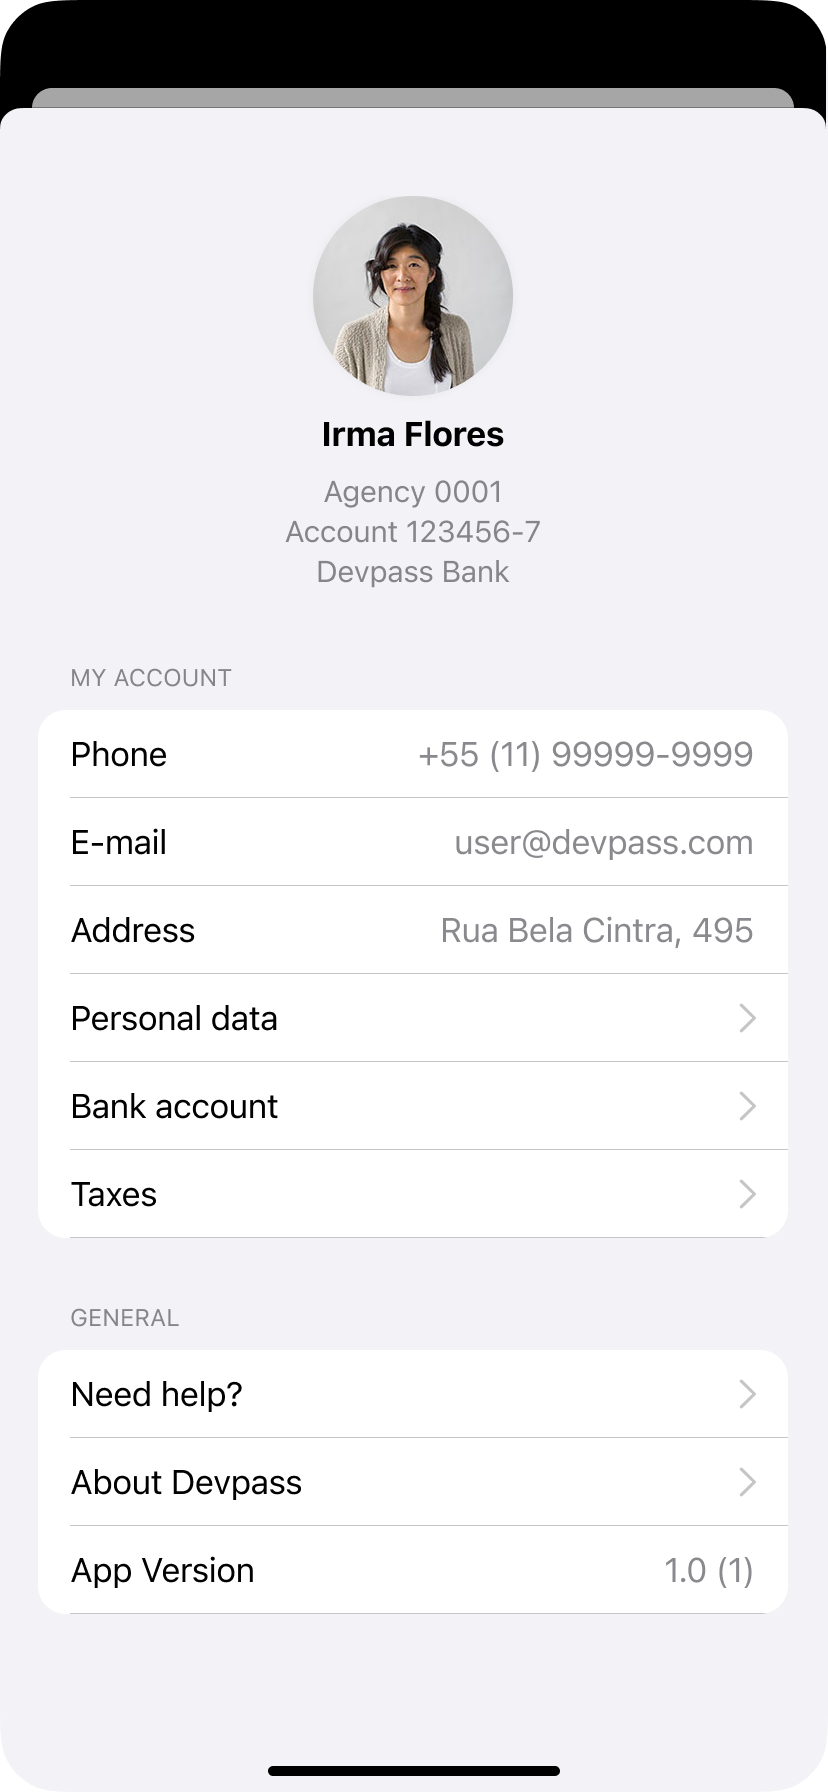 Irma Flores
Agency 0001
Account 123456-7
Devpass Bank
MY ACCOUNT
Phone +55 (11) 99999-9999
E-mail user@devpass.com
Address Rua Bela Cintra, 495
Personal data
Bank account
Taxes
GENERAL
Need help?
About Devpass
App Version 1.0 (1)